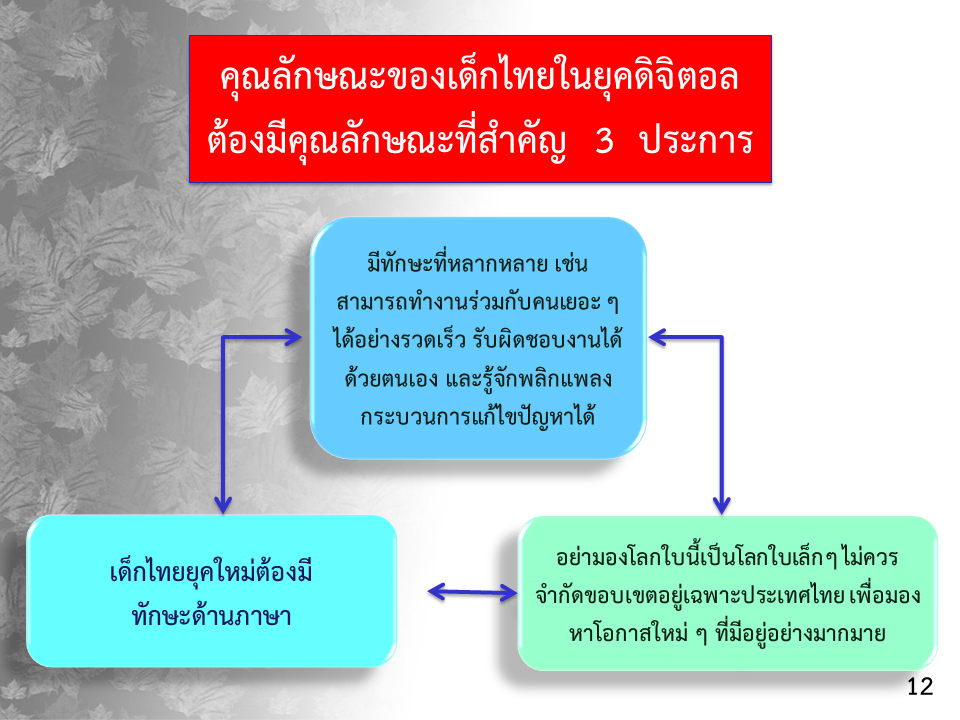 คุณลักษณะของเด็กไทยในยุคดิจิตอล
ต้องมีคุณลักษณะที่สำคัญ 3 ประการ
มีทักษะที่หลากหลาย เช่น
สามารถทำงานร่วมกับคนเยอะ ๆ
ได้อย่างรวดเร็ว รับผิดชอบงานได้
ด้วยตนเอง และรู้จักพลิกแพลง
กระบวนการแก้ไขปัญหาได้
เด็กไทยยุคใหม่ต้องมี
ทักษะด้านภาษา
อย่ามองโลกใบนี้เป็นโลกใบเล็กๆ ไม่ควร
จำกัดขอบเขตอยู่เฉพาะประเทศไทย เพื่อมอง
หาโอกาสใหม่ ๆ ที่มีอยู่อย่างมากมาย
12